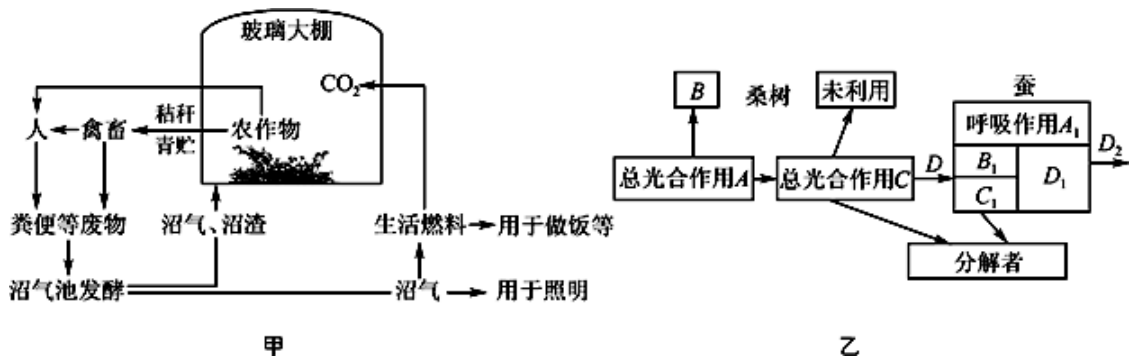 玻璃大棚
CO2
秸秆
人
禽畜
青贮
农作物
粪便等废物
沼气、沼渣
生活燃料
用于做饭等
沼气池发酵
沼气
用于照明
甲
B
桑树
未利用
蚕
呼吸作用A1
总光合作用A
总光合作用C
D
B1
C1
D1
D2
分解者
乙